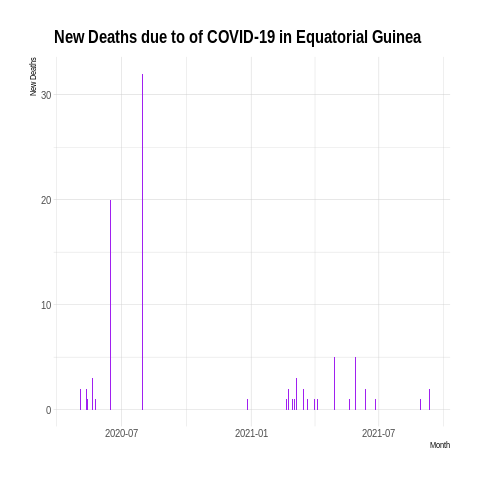 New Deaths due to of COVID-19 in Equatorial Guinea
New Deaths
30
20
10
0
2020-07 2021-01 2021-07
Month